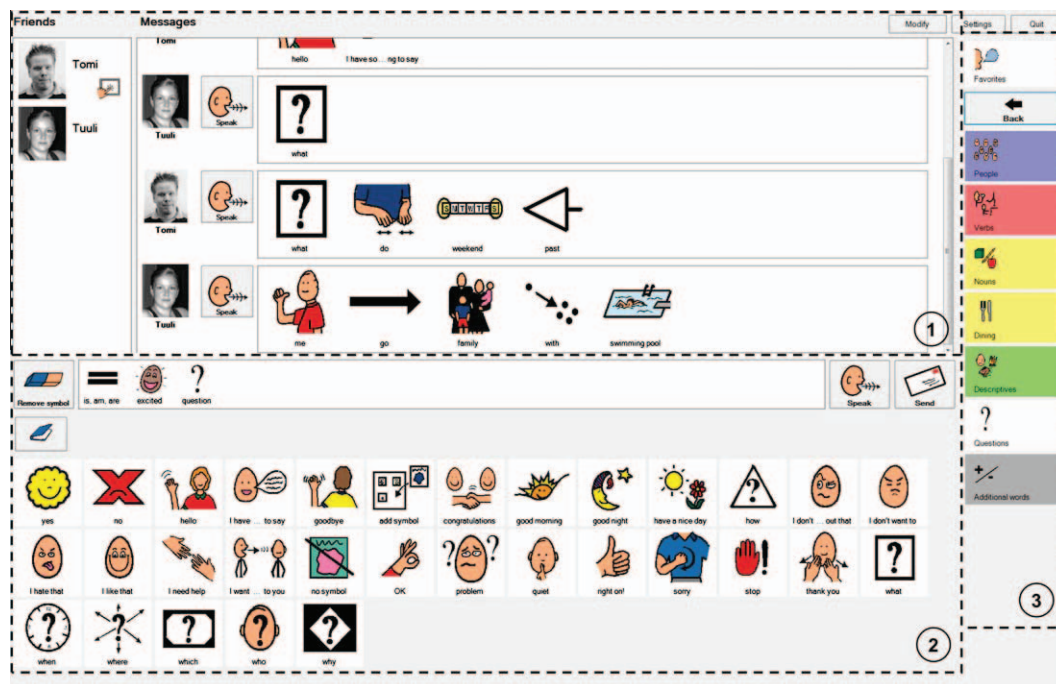 Friends
Messages
Modify
Settings
Quit
Tomi
Tuuli
Tomi
hello I have so...ng to say
Tuuli
Speak
what
Tomi
Speak
what do weekend past
S M T W T F S
Tuuli
Speak
me go family with swimming pool
1
Remove symbol
is, am, are excited question
Speak
Send
yes no hello I have ... to say goodbye add symbol congratulations good morning good night have a nice day how I don't ... out that I don't want to
I hate that I like that I need help I want ... to you no symbol OK problem quiet right on! sorry stop thank you what
when where which who why
2
Favorites
Back
People
Verbs
Nouns
Dining
Descriptives
Questions
Additional words
3